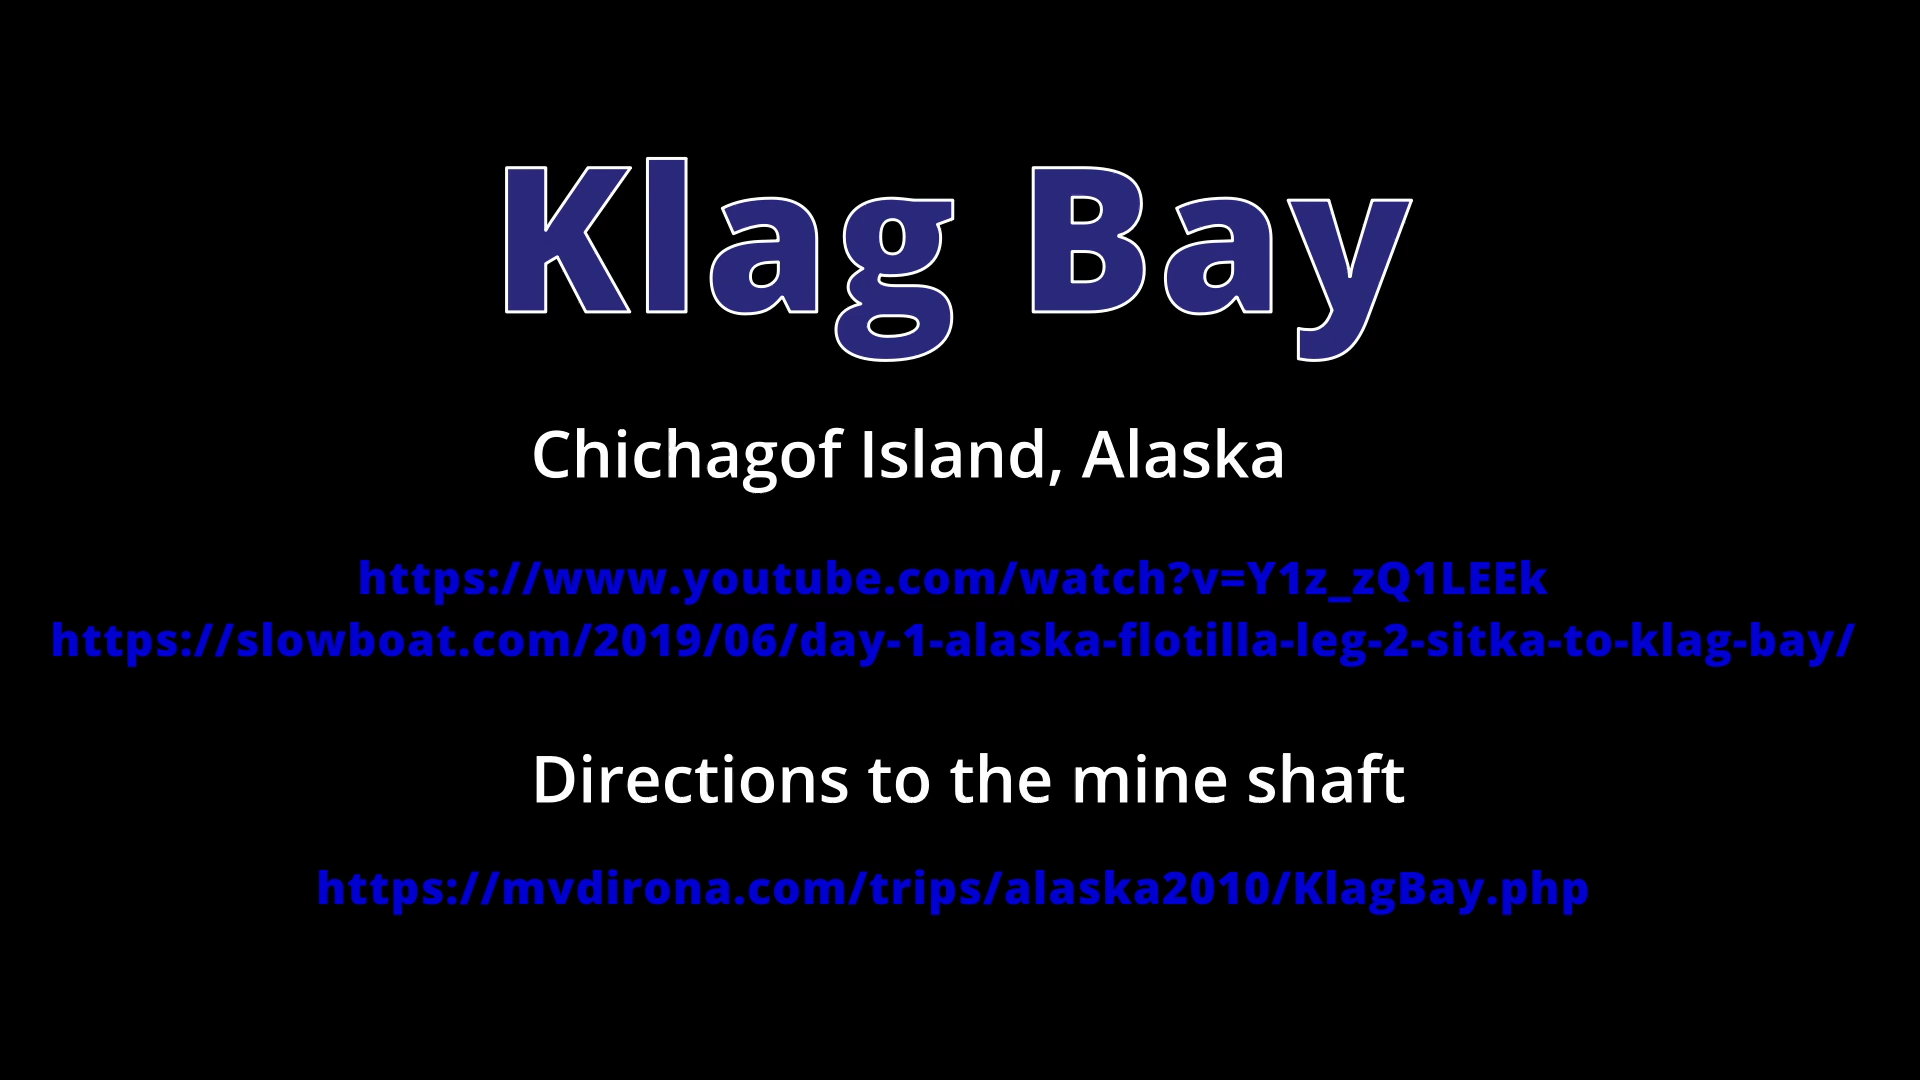 Klag Bay
Chichagof Island, Alaska
https://www.youtube.com/watch?v=Y1z_zQ1LEEk
https://slowboat.com/2019/06/day-1-alaska-flotilla-leg-2-sitka-to-klag-bay/
Directions to the mine shaft
https://mvdirona.com/trips/alaska2010/KlagBay.php